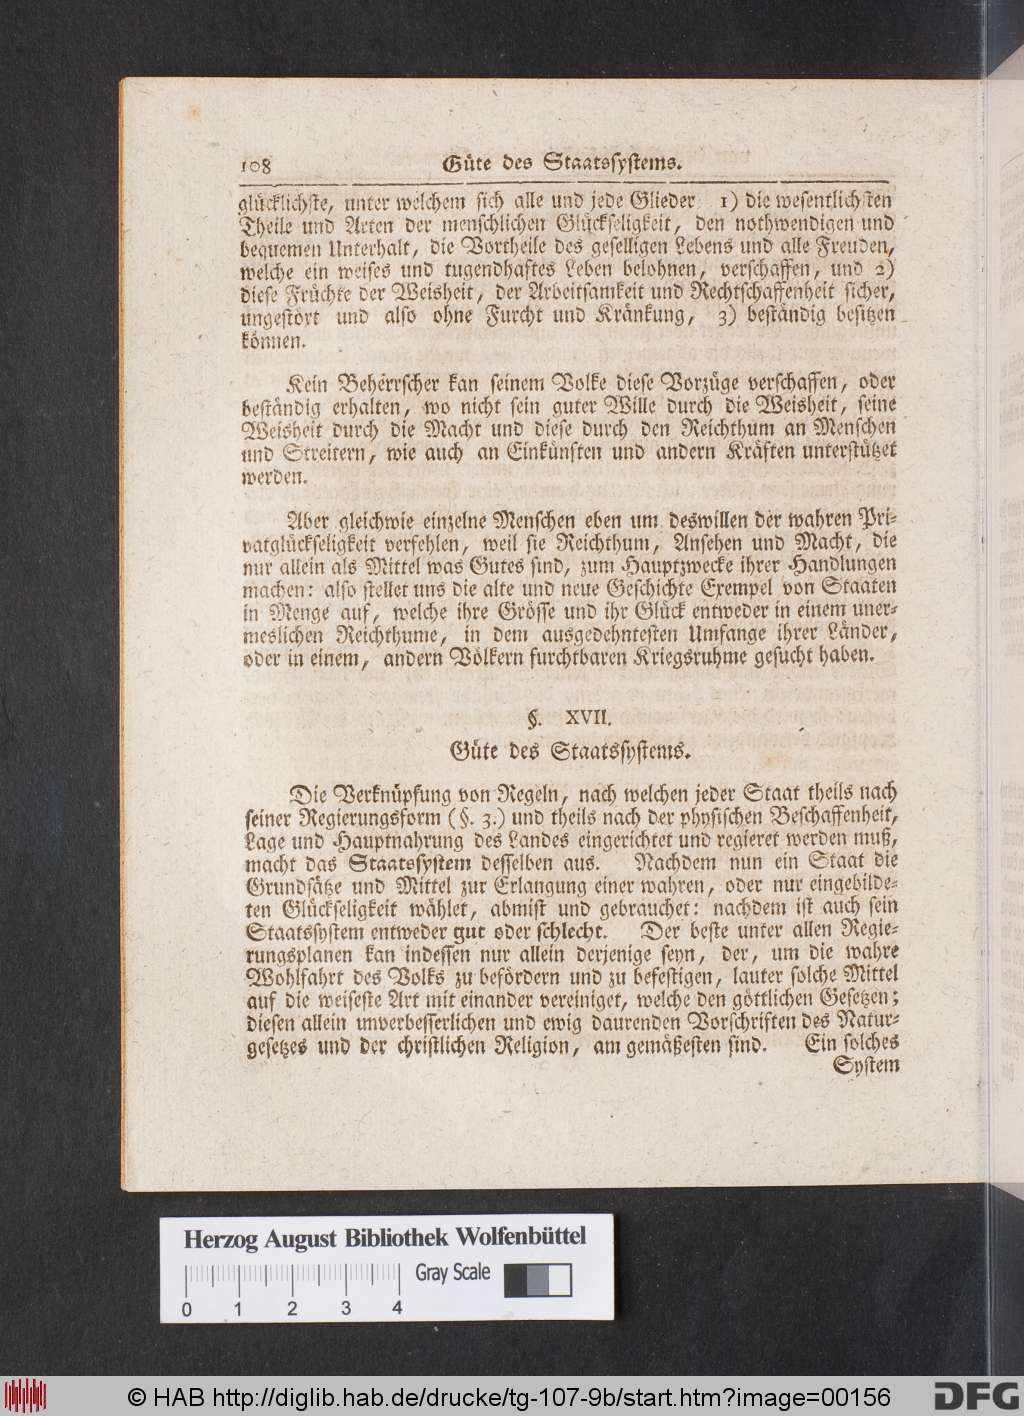 108 Güte des Staatssystems.
glücklichste, unter welchem sich alle und jede Glieder 1) die wesentlichsten
Theile und Arten der menschlichen Glückseligkeit, den nothwendigen und
bequemen Unterhalt, die Vortheile des geselligen Lebens und alle Freuden,
welche ein weises und tugendhaftes Leben belohnen, verschaffen, und 2)
diese Früchte der Weisheit, der Arbeitsamkeit und Rechtschaffenheit sicher,
ungestört und also ohne Furcht und Kränkung, 3) beständig besitzen
können.
Kein Beherrscher kan seinem Volke diese Vorzüge verschaffen, oder
beständig erhalten, wo nicht sein guter Wille durch die Weisheit, seine
Weisheit durch die Macht und diese durch den Reichthum an Menschen
und Streitern, wie auch an Einkünften und andern Kräften unterstützet
werden.
Aber gleichwie einzelne Menschen eben um deswillen der wahren Pri-
vatglückseligkeit verfehlen, weil sie Reichthum, Ansehen und Macht, die
nur allein als Mittel was Gutes sind, zum Hauptzwecke ihrer Handlungen
machen: also stellet uns die alte und neue Geschichte Exempel von Staaten
in Menge auf, welche ihre Grösse und ihr Glück entweder in einem uner-
meslichen Reichthume, in dem ausgedehntesten Umfange ihrer Länder,
oder in einem, andern Völkern furchtbaren Kriegsruhme gesucht haben.
§. XVII.
Güte des Staatssystems.
Die Verknüpfung von Regeln, nach welchen jeder Staat theils nach
seiner Regierungsform (§. 3.) und theils nach der physischen Beschaffenheit,
Lage und Hauptnahrung des Landes eingerichtet und regieret werden muß,
macht das Staatssystem desselben aus. Nachdem nun ein Staat die
Grundsätze und Mittel zur Erlangung einer wahren, oder nur eingebilde-
ten Glückseligkeit wählet, abmist und gebrauchet: nachdem ist auch sein
Staatssystem entweder gut oder schlecht. Der beste unter allen Regie-
rungsplanen kan indessen nur allein derjenige seyn, der, um die wahre
Wohlfahrt des Volks zu befördern und zu befestigen, lauter solche Mittel
auf die weiseste Art mit einander vereiniget, welche den göttlichen Gesetzen;
diesen allein unverbesserlichen und ewig daurenden Vorschriften des Natur-
gesetzes und der christlichen Religion, am gemäßesten sind. Ein solches
System
Herzog August Bibliothek Wolfenbüttel
Gray Scale
0 1 2 3 4
© HAB http://diglib.hab.de/drucke/tg-107-9b/start.htm?image=00156
DFG